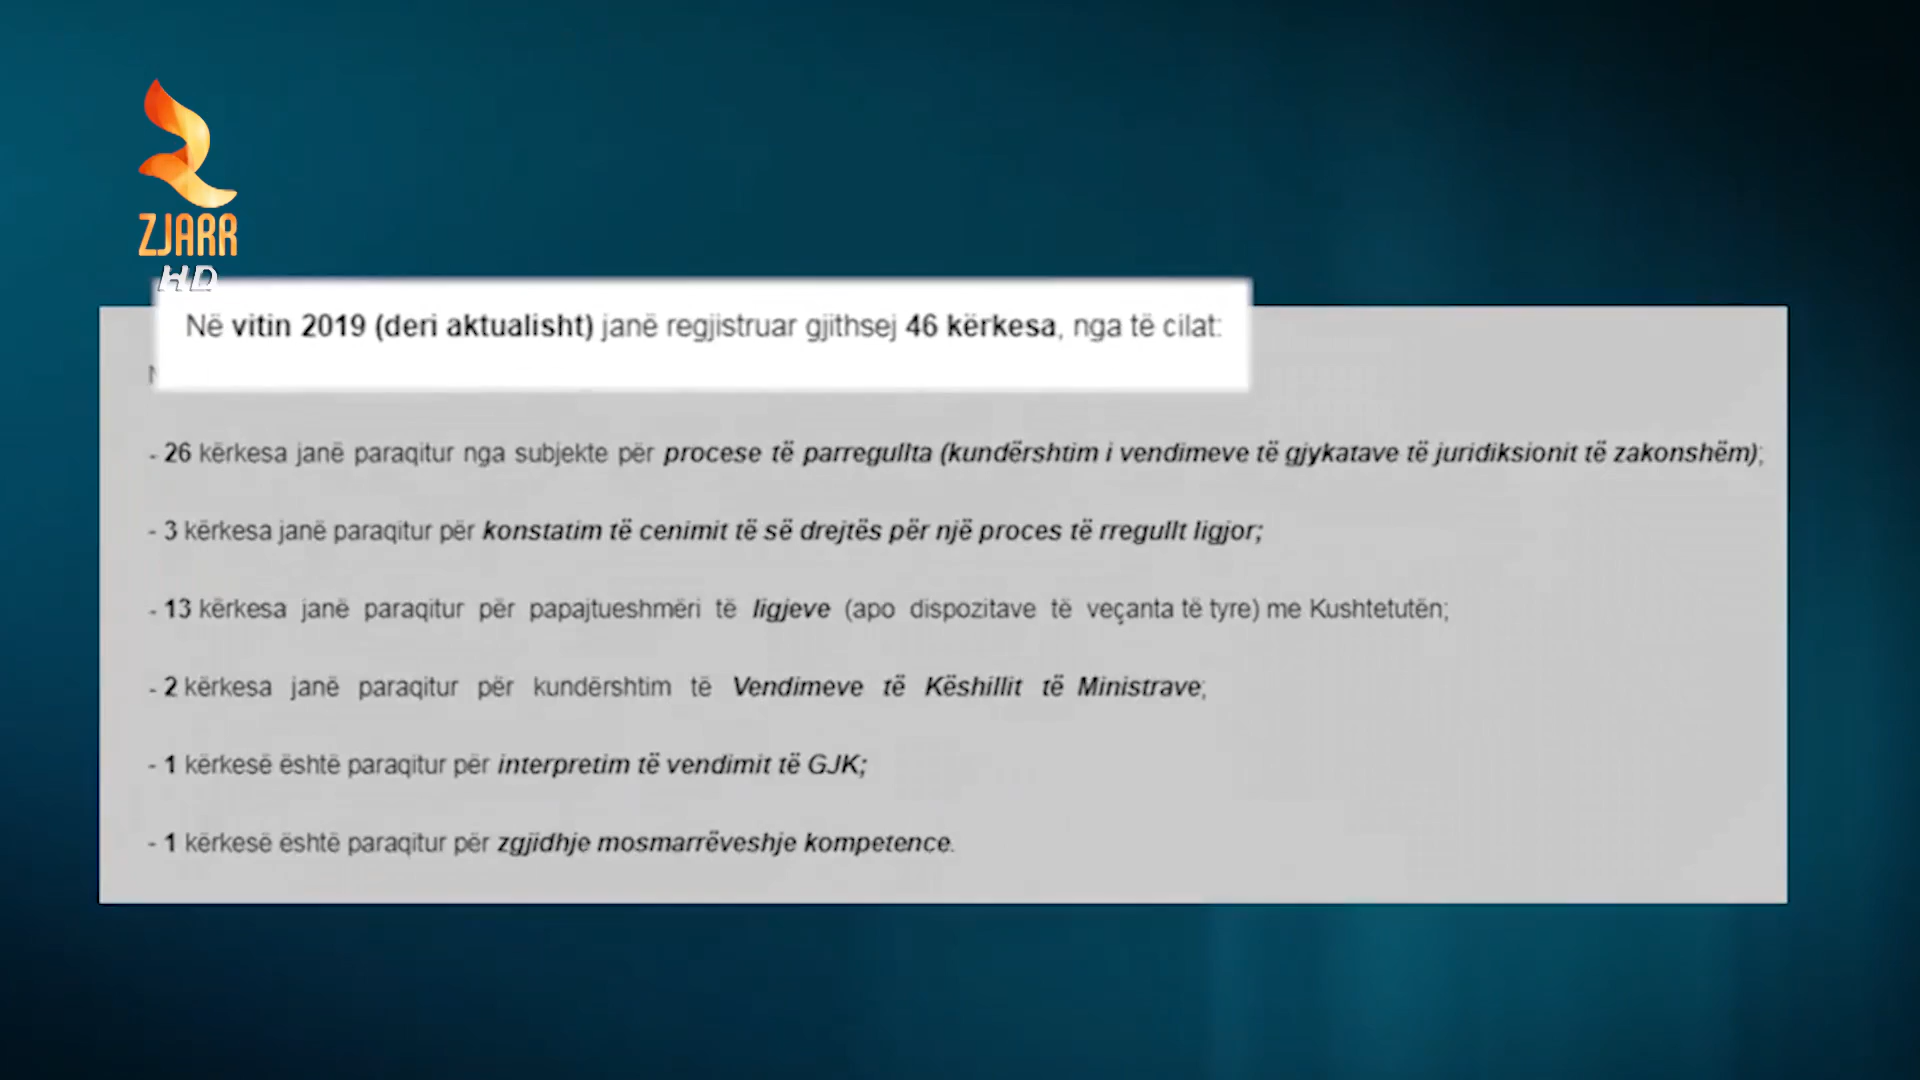 ZJARR
HD
Në vitin 2019 (deri aktualisht) janë regjistruar gjithsej 46 kërkesa, nga të cilat:
- 26 kërkesa janë paraqitur nga subjekte për procese të parregullta (kundërshtim i vendimeve të gjykatave të juridiksionit të zakonshëm);
- 3 kërkesa janë paraqitur për konstatim të cenimit të së drejtës për një proces të rregullt ligjor;
- 13 kërkesa janë paraqitur për papajtueshmëri të ligjeve (apo dispozitave të veçanta të tyre) me Kushtetutën;
- 2 kërkesa janë paraqitur për kundërshtim të Vendimeve të Këshillit të Ministrave;
- 1 kërkesë është paraqitur për interpretim të vendimit të GJK;
- 1 kërkesë është paraqitur për zgjidhje mosmarrëveshje kompetence.